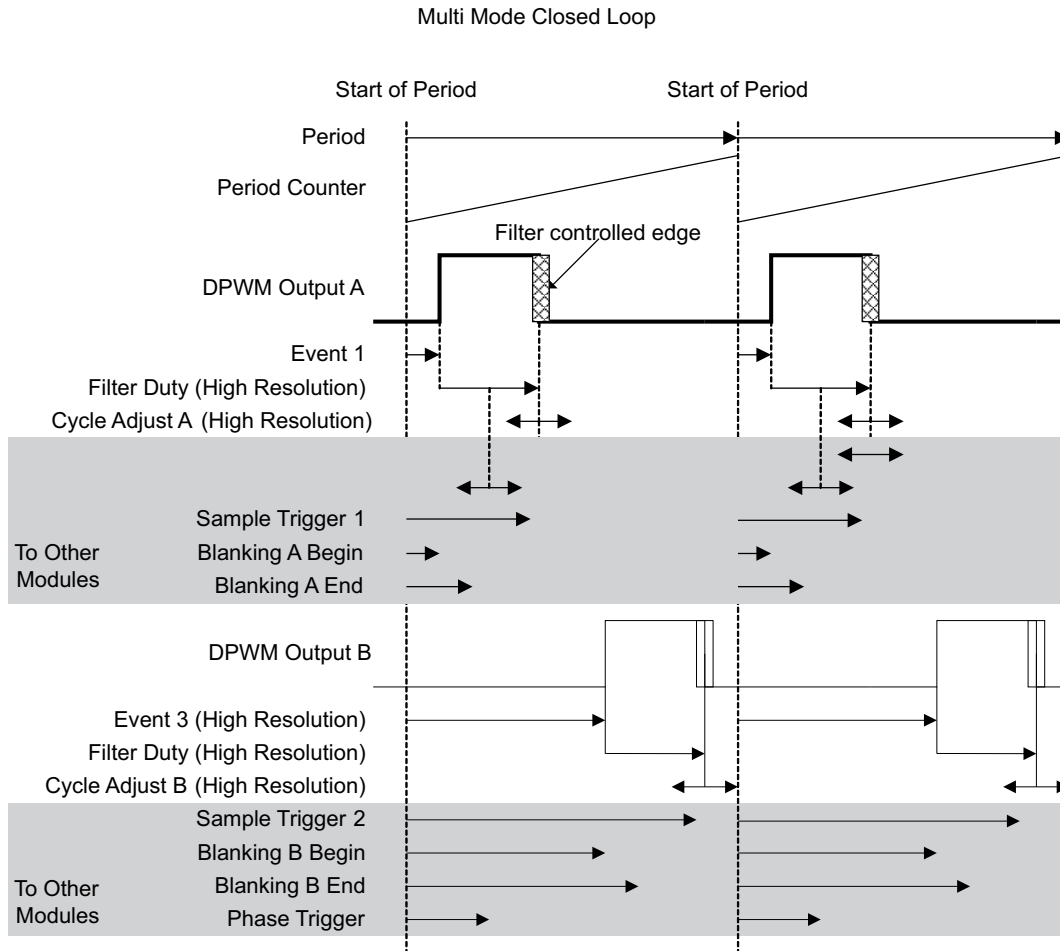 Multi Mode Closed Loop
Start of Period
Start of Period
Period
Period Counter
Filter controlled edge
DPWM Output A
Event 1
Filter Duty (High Resolution)
Cycle Adjust A (High Resolution)
Sample Trigger 1
To Other
Modules
Blanking A Begin
Blanking A End
DPWM Output B
Event 3 (High Resolution)
Filter Duty (High Resolution)
Cycle Adjust B (High Resolution)
Sample Trigger 2
Blanking B Begin
To Other
Modules
Blanking B End
Phase Trigger